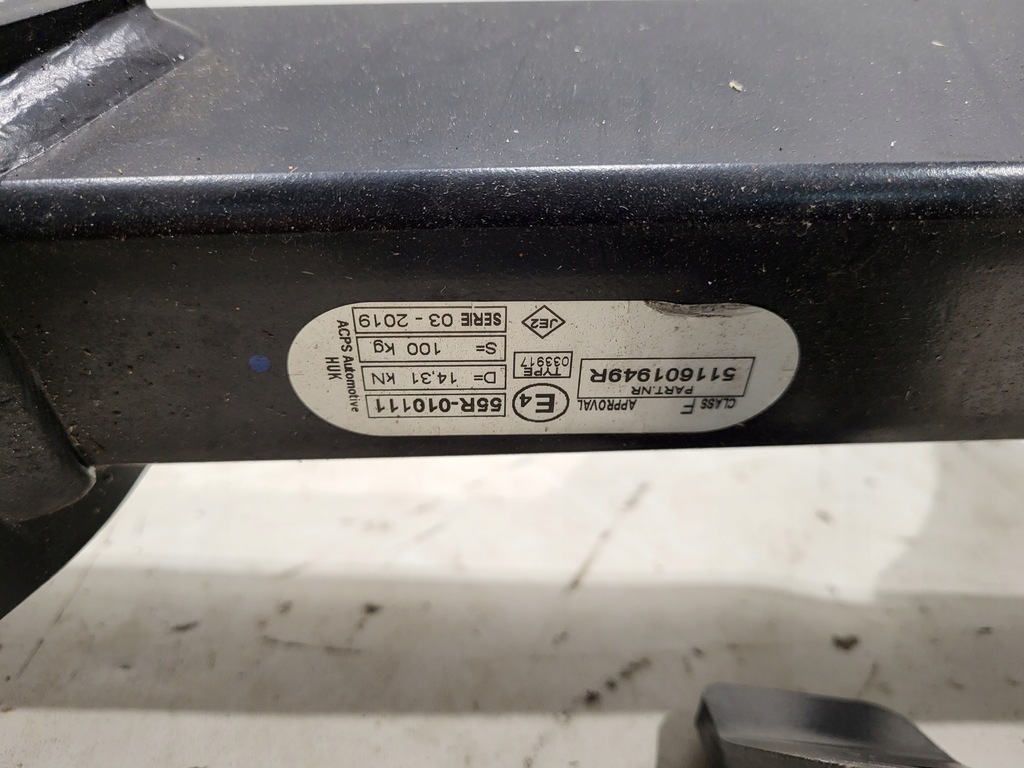 CLASS F
APPROVAL
E4
55R-010111
PART.NR
511601949R
TYPE
033917
D= 14,31 kN
S= 100 kg
JE2
SERIE 03 - 2019
ACPS Automotive
HUK